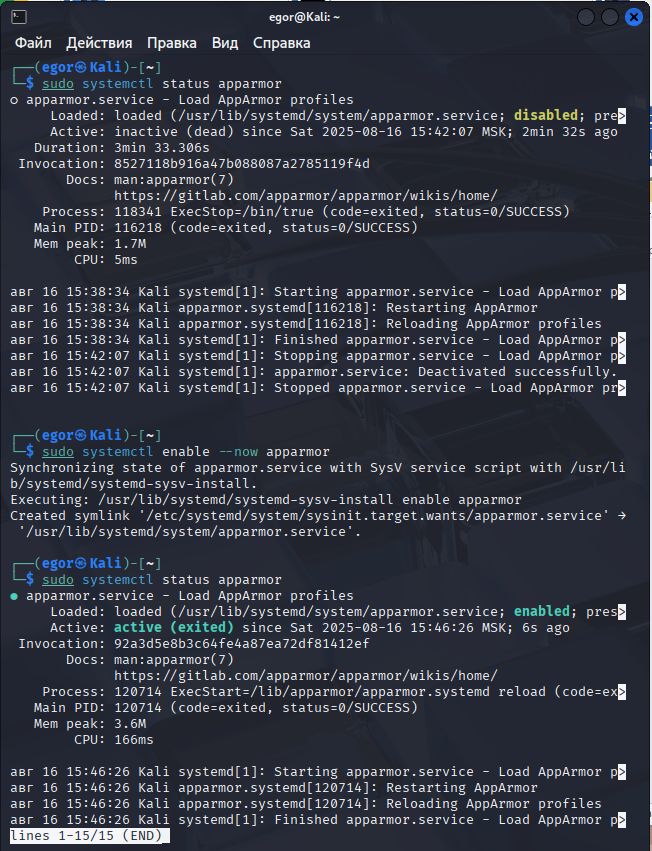 egor@Kali: ~
Файл Действия Правка Вид Справка
┌──(egor㉿Kali)-[~]
└─$ sudo systemctl status apparmor
○ apparmor.service - Load AppArmor profiles
     Loaded: loaded (/usr/lib/systemd/system/apparmor.service; disabled; pre>
     Active: inactive (dead) since Sat 2025-08-16 15:42:07 MSK; 2min 32s ago
   Duration: 3min 33.306s
 Invocation: 8527118b916a47b088087a2785119f4d
       Docs: man:apparmor(7)
             https://gitlab.com/apparmor/apparmor/wikis/home/
    Process: 118341 ExecStop=/bin/true (code=exited, status=0/SUCCESS)
   Main PID: 116218 (code=exited, status=0/SUCCESS)
   Mem peak: 1.7M
        CPU: 5ms
авг 16 15:38:34 Kali systemd[1]: Starting apparmor.service - Load AppArmor p>
авг 16 15:38:34 Kali systemd[116218]: Restarting AppArmor
авг 16 15:38:34 Kali systemd[116218]: Reloading AppArmor profiles
авг 16 15:38:34 Kali systemd[1]: Finished apparmor.service - Load AppArmor p>
авг 16 15:42:07 Kali systemd[1]: Stopping apparmor.service - Load AppArmor p>
авг 16 15:42:07 Kali systemd[1]: apparmor.service: Deactivated successfully.
авг 16 15:42:07 Kali systemd[1]: Stopped apparmor.service - Load AppArmor pr>
┌──(egor㉿Kali)-[~]
└─$ sudo systemctl enable --now apparmor
Synchronizing state of apparmor.service with SysV service script with /usr/li
b/systemd/systemd-sysv-install.
Executing: /usr/lib/systemd/systemd-sysv-install enable apparmor
Created symlink '/etc/systemd/system/sysinit.target.wants/apparmor.service' →
 '/usr/lib/systemd/system/apparmor.service'.
┌──(egor㉿Kali)-[~]
└─$ sudo systemctl status apparmor
● apparmor.service - Load AppArmor profiles
     Loaded: loaded (/usr/lib/systemd/system/apparmor.service; enabled; pres>
     Active: active (exited) since Sat 2025-08-16 15:46:26 MSK; 6s ago
 Invocation: 92a3d5e8b3c64fe4a87ea72df81412ef
       Docs: man:apparmor(7)
             https://gitlab.com/apparmor/apparmor/wikis/home/
    Process: 120714 ExecStart=/lib/apparmor/apparmor.systemd reload (code=ex>
   Main PID: 120714 (code=exited, status=0/SUCCESS)
   Mem peak: 3.6M
        CPU: 166ms
авг 16 15:46:26 Kali systemd[1]: Starting apparmor.service - Load AppArmor p>
авг 16 15:46:26 Kali systemd[120714]: Restarting AppArmor
авг 16 15:46:26 Kali systemd[120714]: Reloading AppArmor profiles
авг 16 15:46:26 Kali systemd[1]: Finished apparmor.service - Load AppArmor p>
lines 1-15/15 (END)